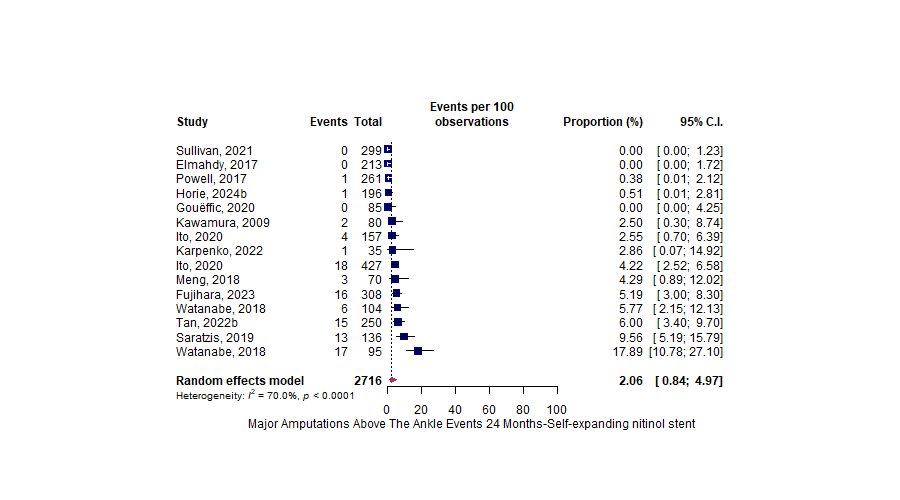 Events per 100
Study Events Total observations Proportion (%) 95% C.I.
Sullivan, 2021 0 299 0.00 [ 0.00; 1.23]
Elmahdy, 2017 0 213 0.00 [ 0.00; 1.72]
Powell, 2017 1 261 0.38 [ 0.01; 2.12]
Horie, 2024b 1 196 0.51 [ 0.01; 2.81]
Gouëffic, 2020 0 85 0.00 [ 0.00; 4.25]
Kawamura, 2009 2 80 2.50 [ 0.30; 8.74]
Ito, 2020 4 157 2.55 [ 0.70; 6.39]
Karpenko, 2022 1 35 2.86 [ 0.07; 14.92]
Ito, 2020 18 427 4.22 [ 2.52; 6.58]
Meng, 2018 3 70 4.29 [ 0.89; 12.02]
Fujihara, 2023 16 308 5.19 [ 3.00; 8.30]
Watanabe, 2018 6 104 5.77 [ 2.15; 12.13]
Tan, 2022b 15 250 6.00 [ 3.40; 9.70]
Saratzis, 2019 13 136 9.56 [ 5.19; 15.79]
Watanabe, 2018 17 95 17.89 [10.78; 27.10]
Random effects model 2716 2.06 [ 0.84; 4.97]
Heterogeneity: I² = 70.0%, p < 0.0001
0 20 40 60 80 100
Major Amputations Above The Ankle Events 24 Months-Self-expanding nitinol stent